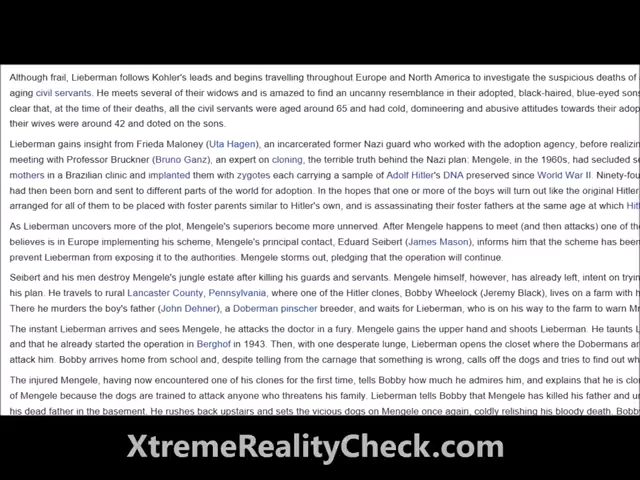 Although frail, Lieberman follows Kohler's leads and begins travelling throughout Europe and North America to investigate the suspicious deaths of
aging civil servants. He meets several of their widows and is amazed to find an uncanny resemblance in their adopted, black-haired, blue-eyed sons
clear that, at the time of their deaths, all the civil servants were aged around 65 and had cold, domineering and abusive attitudes towards their adop
their wives were around 42 and doted on the sons.
Lieberman gains insight from Frieda Maloney (Uta Hagen), an incarcerated former Nazi guard who worked with the adoption agency, before realizin
meeting with Professor Bruckner (Bruno Ganz), an expert on cloning, the terrible truth behind the Nazi plan: Mengele, in the 1960s, had secluded s
mothers in a Brazilian clinic and implanted them with zygotes each carrying a sample of Adolf Hitler's DNA preserved since World War II. Ninety-fou
had then been born and sent to different parts of the world for adoption. In the hopes that one or more of the boys will turn out like the original Hitler
arranged for all of them to be placed with foster parents similar to Hitler's own, and is assassinating their foster fathers at the same age at which Hit
As Lieberman uncovers more of the plot, Mengele's superiors become more unnerved. After Mengele happens to meet (and then attacks) one of the
believes is in Europe implementing his scheme, Mengele's principal contact, Eduard Seibert (James Mason), informs him that the scheme has been
prevent Lieberman from exposing it to the authorities. Mengele storms out, pledging that the operation will continue.
Seibert and his men destroy Mengele's jungle estate after killing his guards and servants. Mengele himself, however, has already left, intent on tryin
his plan. He travels to rural Lancaster County, Pennsylvania, where one of the Hitler clones, Bobby Wheelock (Jeremy Black), lives on a farm with h
There he murders the boy's father (John Dehner), a Doberman pinscher breeder, and waits for Lieberman, who is on his way to the farm to warn M
The instant Lieberman arrives and sees Mengele, he attacks the doctor in a fury. Mengele gains the upper hand and shoots Lieberman. He taunts L
and that he already started the operation in Berghof in 1943. Then, with one desperate lunge, Lieberman opens the closet where the Dobermans a
attack him. Bobby arrives home from school and, despite telling from the carnage that something is wrong, calls off the dogs and tries to find out wh
The injured Mengele, having now encountered one of his clones for the first time, tells Bobby how much he admires him, and explains that he is clo
of Mengele because the dogs are trained to attack anyone who threatens his family. Lieberman tells Bobby that Mengele has killed his father and u
his dead father in the basement. He rushes back upstairs and sets the vicious dogs on Mengele once again, coldly relishing his bloody death. Bobb
XtremeRealityCheck.com